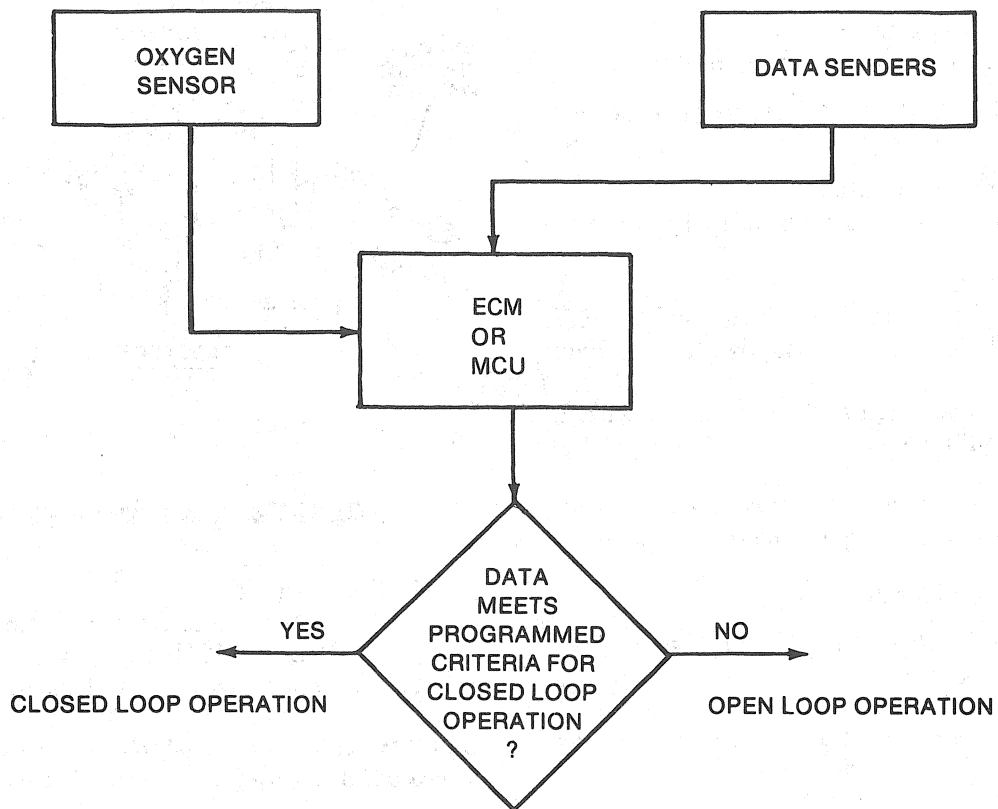 OXYGEN
SENSOR
DATA SENDERS
ECM
OR
MCU
DATA
MEETS
PROGRAMMED
CRITERIA FOR
CLOSED LOOP
OPERATION
?
YES
NO
CLOSED LOOP OPERATION
OPEN LOOP OPERATION